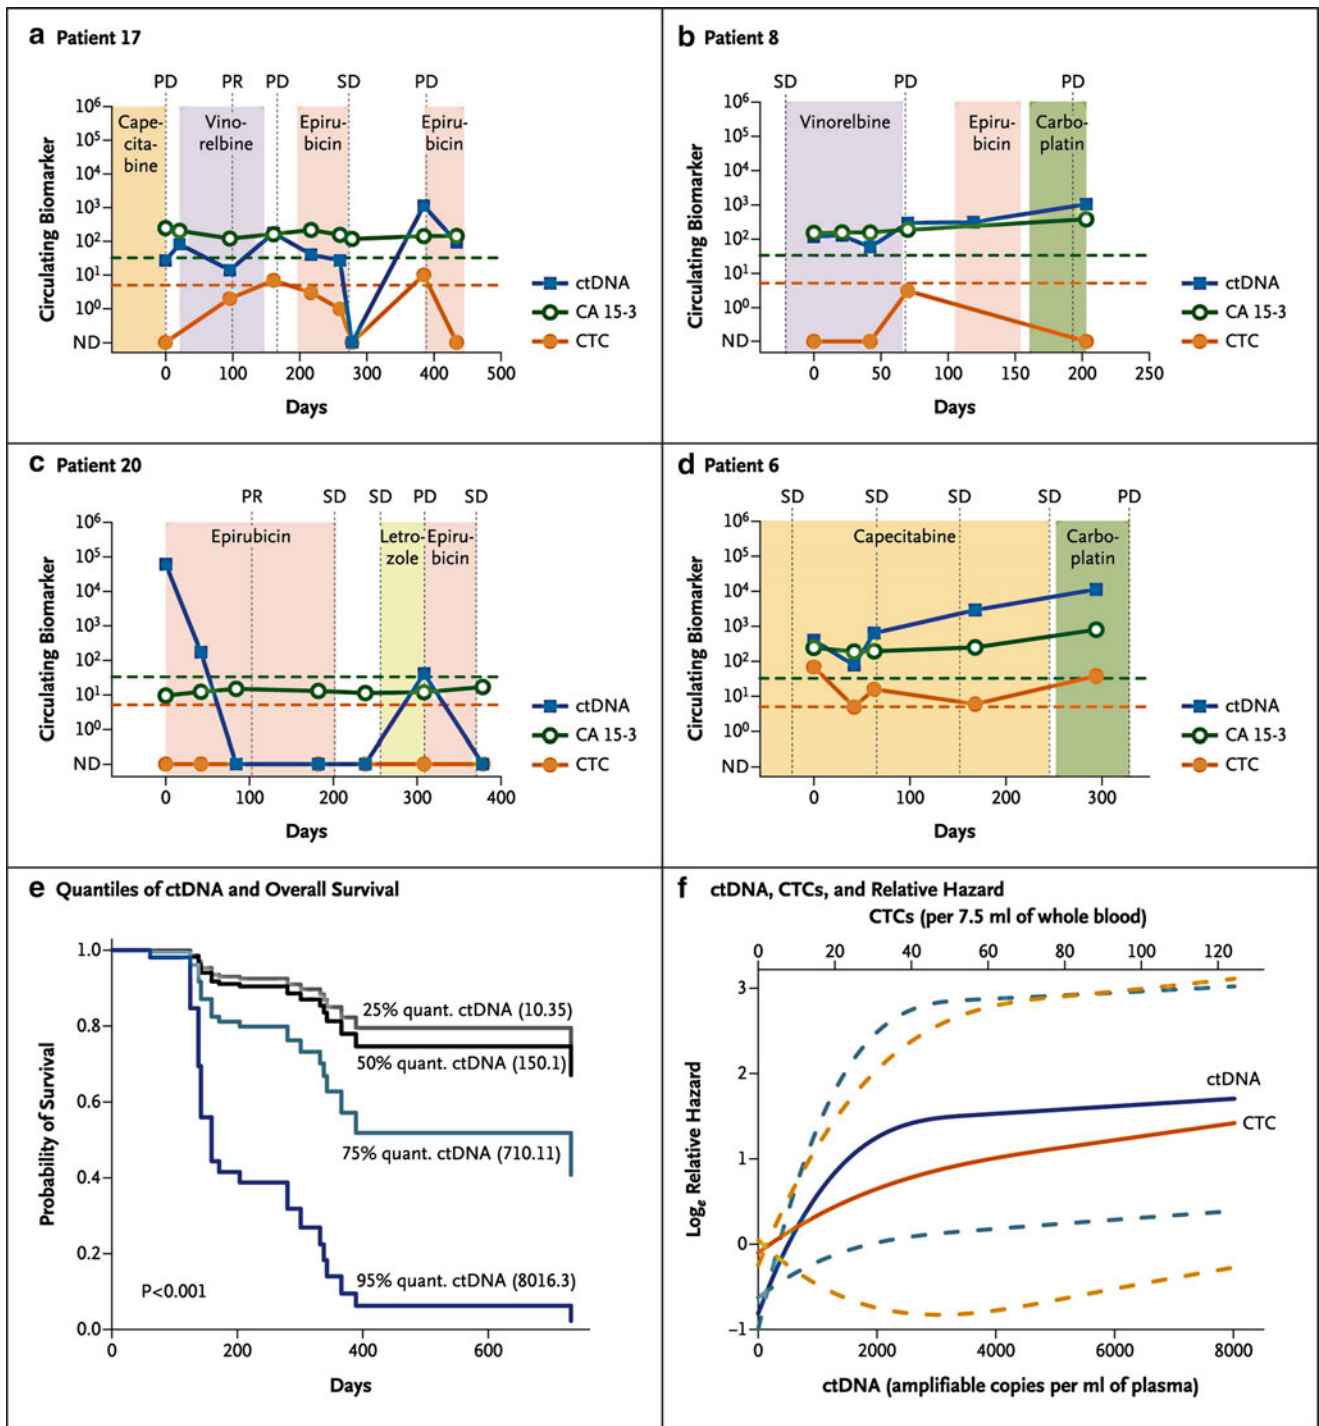 a Patient 17
PD PR PD SD PD
Circulating Biomarker
10⁶
10⁵
10⁴
10³
10²
10¹
10⁰
ND
Cape-
cita-
bine
Vino-
relbine
Epiru-
bicin
Epiru-
bicin
0 100 200 300 400 500
Days
ctDNA
CA 15-3
CTC
b Patient 8
SD PD PD
Circulating Biomarker
10⁶
10⁵
10⁴
10³
10²
10¹
10⁰
ND
Vinorelbine
Epiru-
bicin
Carbo-
platin
0 50 100 150 200 250
Days
ctDNA
CA 15-3
CTC
c Patient 20
PR SD SD PD SD
Circulating Biomarker
10⁶
10⁵
10⁴
10³
10²
10¹
10⁰
ND
Epirubicin
Letro-
zole
Epiru-
bicin
0 100 200 300 400
Days
ctDNA
CA 15-3
CTC
d Patient 6
SD SD SD SD PD
Circulating Biomarker
10⁶
10⁵
10⁴
10³
10²
10¹
10⁰
ND
Capecitabine
Carbo-
platin
0 100 200 300
Days
ctDNA
CA 15-3
CTC
e Quantiles of ctDNA and Overall Survival
Probability of Survival
1.0
0.8
0.6
0.4
0.2
0.0
25% quant. ctDNA (10.35)
50% quant. ctDNA (150.1)
75% quant. ctDNA (710.11)
95% quant. ctDNA (8016.3)
P<0.001
0 200 400 600
Days
f ctDNA, CTCs, and Relative Hazard
CTCs (per 7.5 ml of whole blood)
0 20 40 60 80 100 120
Logₑ Relative Hazard
3
2
1
0
−1
ctDNA
CTC
0 2000 4000 6000 8000
ctDNA (amplifiable copies per ml of plasma)